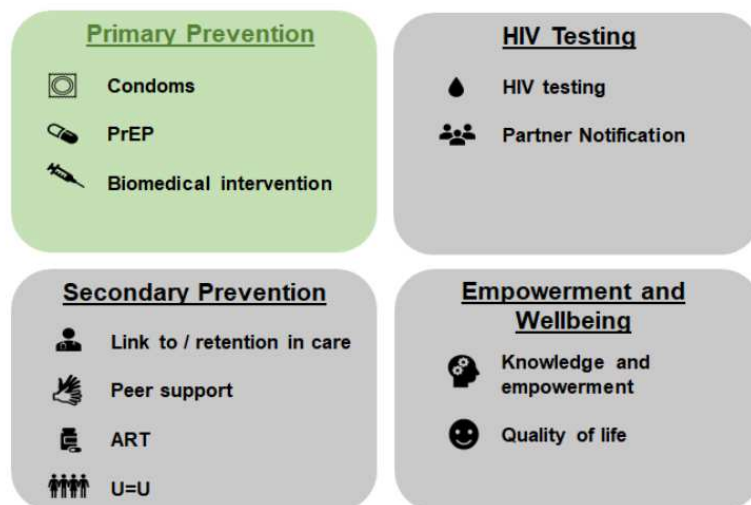 Primary Prevention
Condoms
PrEP
Biomedical intervention
HIV Testing
HIV testing
Partner Notification
Secondary Prevention
Link to / retention in care
Peer support
ART
U=U
Empowerment and
Wellbeing
Knowledge and
empowerment
Quality of life